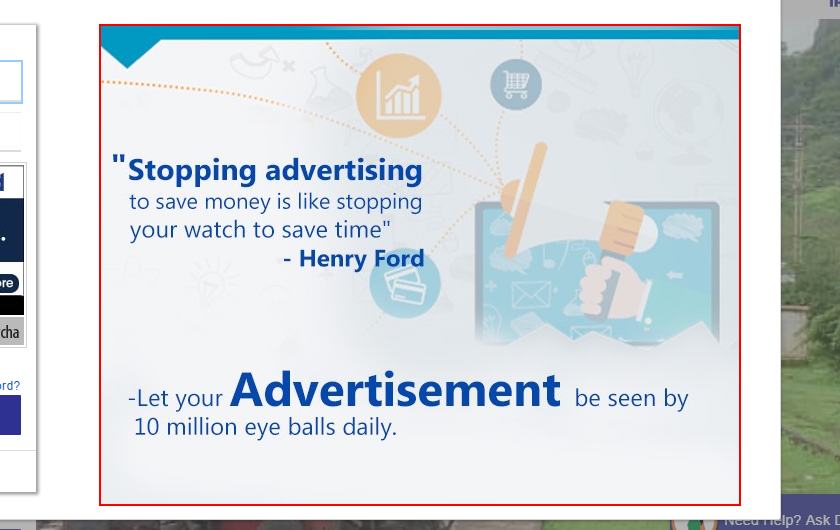 "Stopping advertising
to save money is like stopping
your watch to save time"
- Henry Ford
-Let your Advertisement be seen by
10 million eye balls daily.
ore
cha
ord?
Need Help? Ask